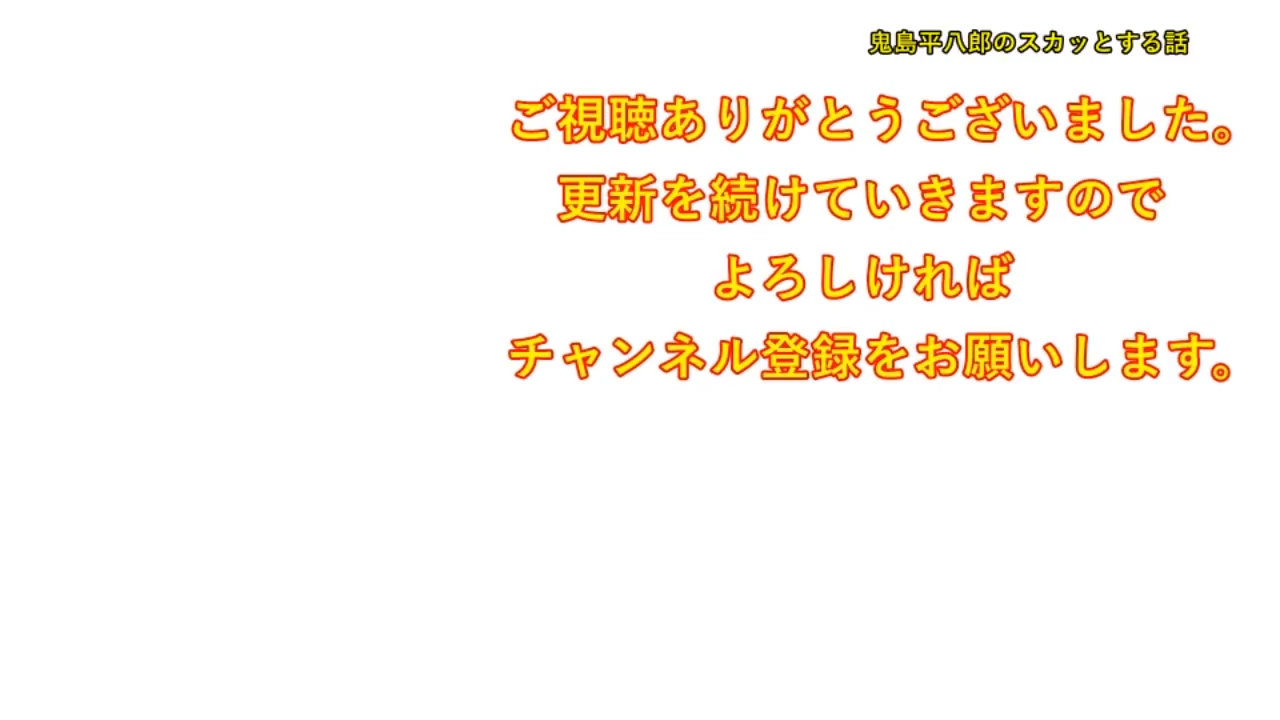 鬼島平八郎のスカッとする話
ご視聴ありがとうございました。
更新を続けていきますので
よろしければ
チャンネル登録をお願いします。